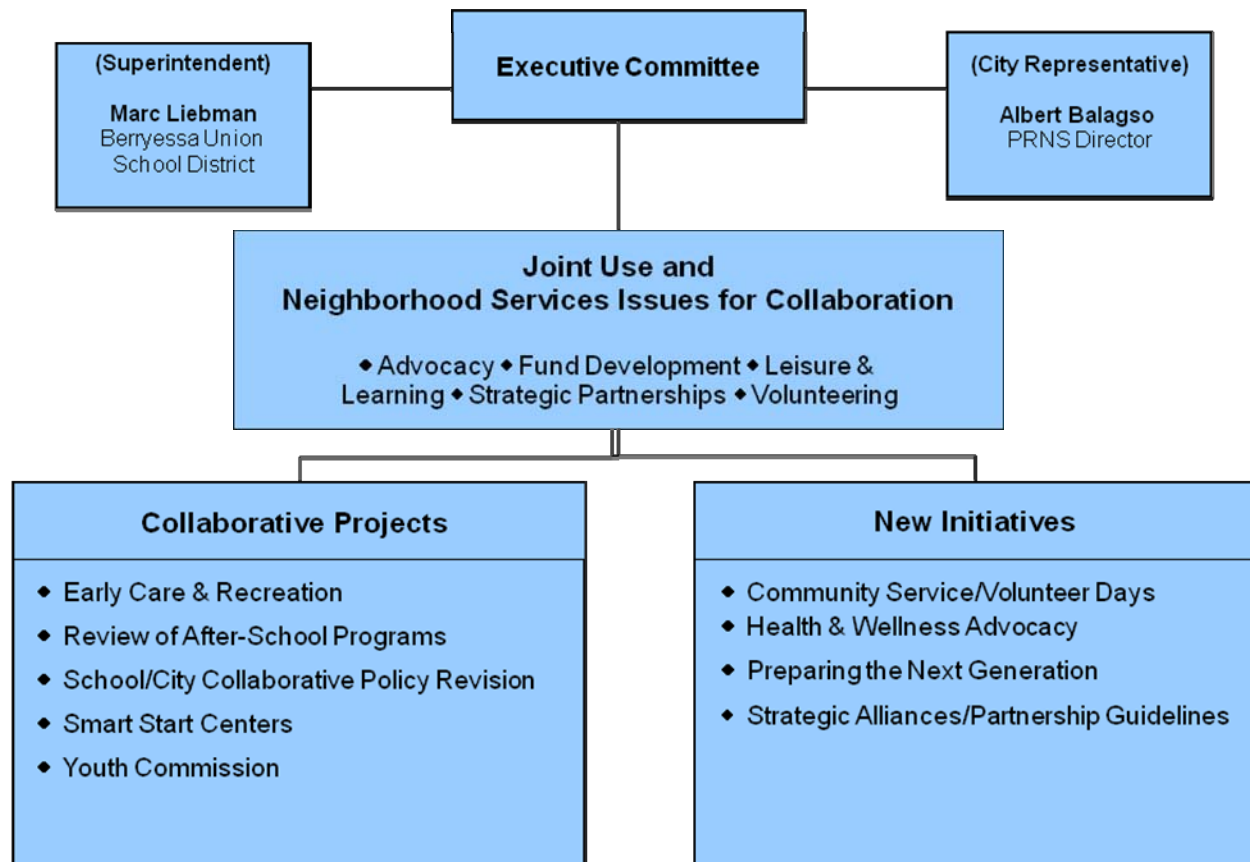 (Superintendent)
Marc Liebman
Berryessa Union
School District
Executive Committee
(City Representative)
Albert Balagso
PRNS Director
Joint Use and
Neighborhood Services Issues for Collaboration
◆ Advocacy ◆ Fund Development ◆ Leisure &
Learning ◆ Strategic Partnerships ◆ Volunteering
Collaborative Projects
◆ Early Care & Recreation
◆ Review of After-School Programs
◆ School/City Collaborative Policy Revision
◆ Smart Start Centers
◆ Youth Commission
New Initiatives
◆ Community Service/Volunteer Days
◆ Health & Wellness Advocacy
◆ Preparing the Next Generation
◆ Strategic Alliances/Partnership Guidelines